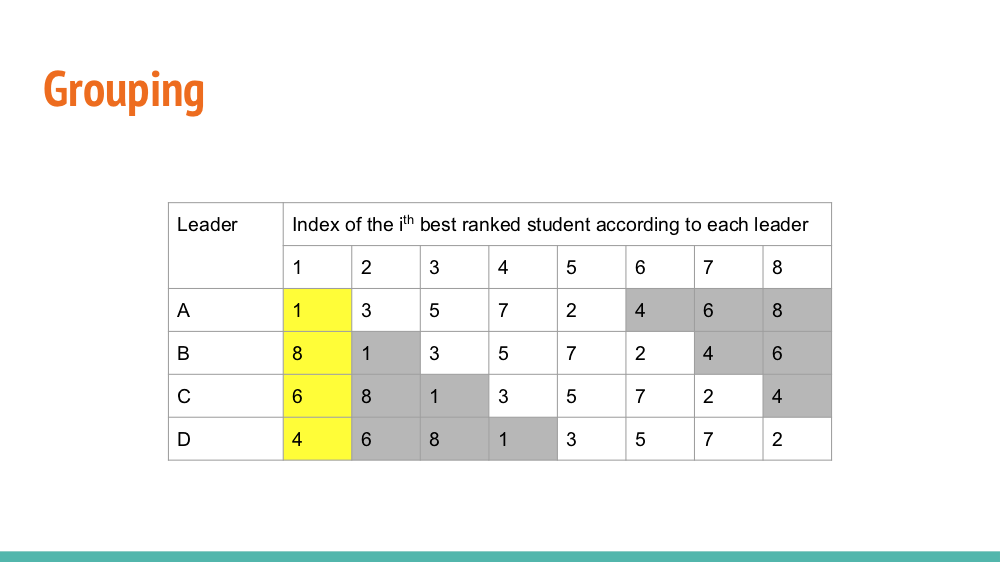 Grouping
Leader Index of the ith best ranked student according to each leader
1 2 3 4 5 6 7 8
A 1 3 5 7 2 4 6 8
B 8 1 3 5 7 2 4 6
C 6 8 1 3 5 7 2 4
D 4 6 8 1 3 5 7 2